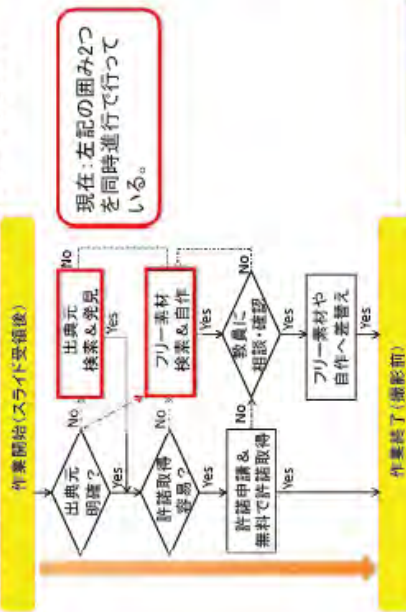 作業開始(スライド受領後)
出典元
明確?
No
出典元
検索&発見
No
Yes
Yes
許諾取得
容易?
No
フリー素材
検索&自作
No
Yes
Yes
許諾申請&
無料で許諾取得
No
教員に
相談・確認
No
Yes
Yes
フリー素材や
自作へ差替え
作業終了(撮影前)
現在:左記の囲み2つ
を同時進行で行って
いる。